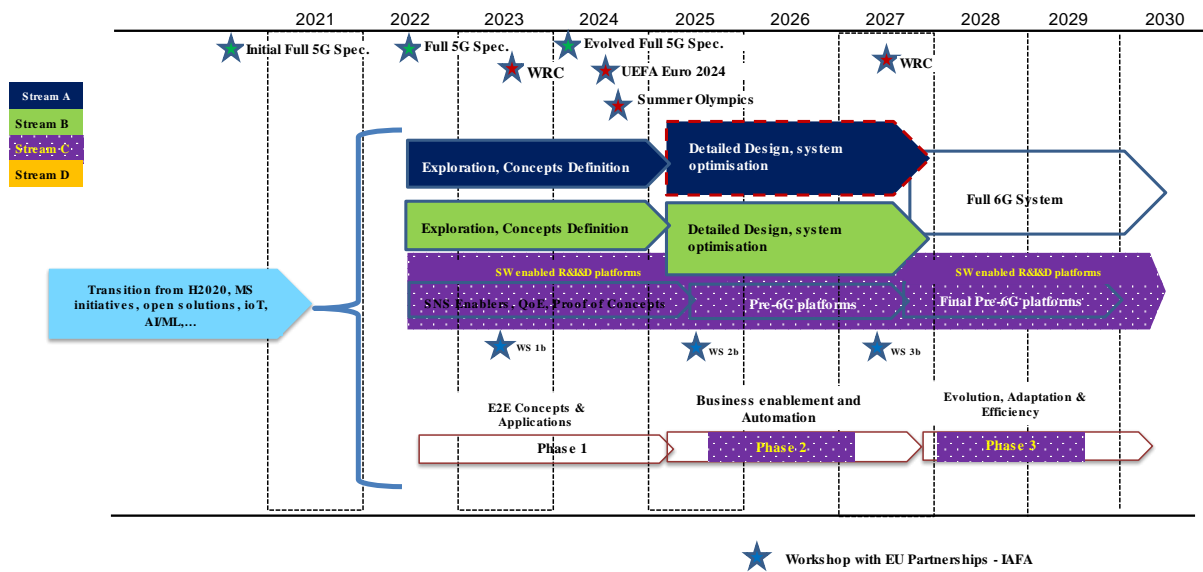 2021 2022 2023 2024 2025 2026 2027 2028 2029 2030
Initial Full 5G Spec.
Full 5G Spec.
Evolved Full 5G Spec.
WRC
UEFA Euro 2024
WRC
Summer Olympics
Stream A
Stream B
Stream C
Stream D
Exploration, Concepts Definition
Detailed Design, system
optimisation
Full 6G System
Exploration, Concepts Definition
Detailed Design, system
optimisation
SW enabled R&I&D platforms
SW enabled R&I&D platforms
Transition from H2020, MS
initiatives, open solutions, ioT,
AI/ML,...
SNS Enablers, QoE, Proof of Concepts
Pre-6G platforms
Final Pre-6G platforms
WS 1b
WS 2b
WS 3b
E2E Concepts &
Applications
Business enablement and
Automation
Evolution, Adaptation &
Efficiency
Phase 1
Phase 2
Phase 3
Workshop with EU Partnerships - IAFA